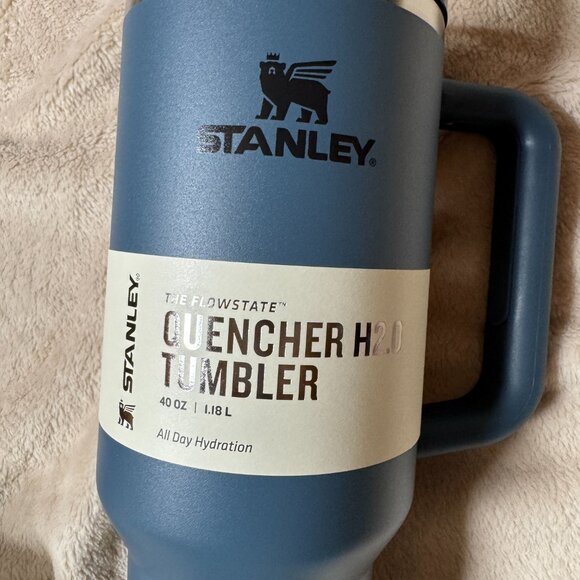 STANLEY®
STANLEY®
THE FLOWSTATE™
QUENCHER H2.0
TUMBLER
40 OZ | 1.18 L
All Day Hydration